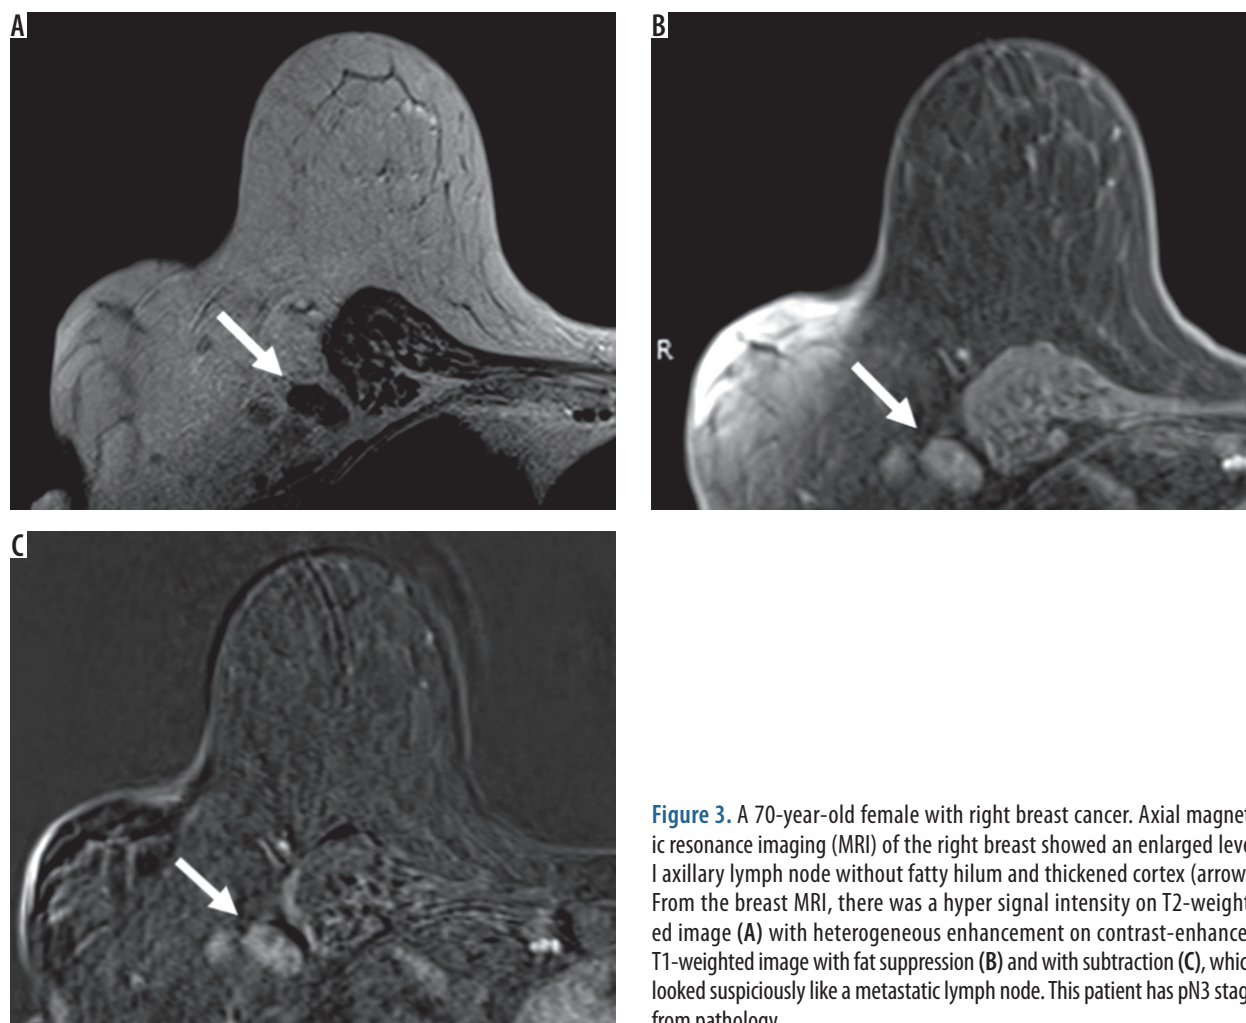 A
B
R
C
Figure 3. A 70-year-old female with right breast cancer. Axial magnet
ic resonance imaging (MRI) of the right breast showed an enlarged leve
I axillary lymph node without fatty hilum and thickened cortex (arrow
From the breast MRI, there was a hyper signal intensity on T2-weight
ed image (A) with heterogeneous enhancement on contrast-enhance
T1-weighted image with fat suppression (B) and with subtraction (C), whic
looked suspiciously like a metastatic lymph node. This patient has pN3 stag
from pathology